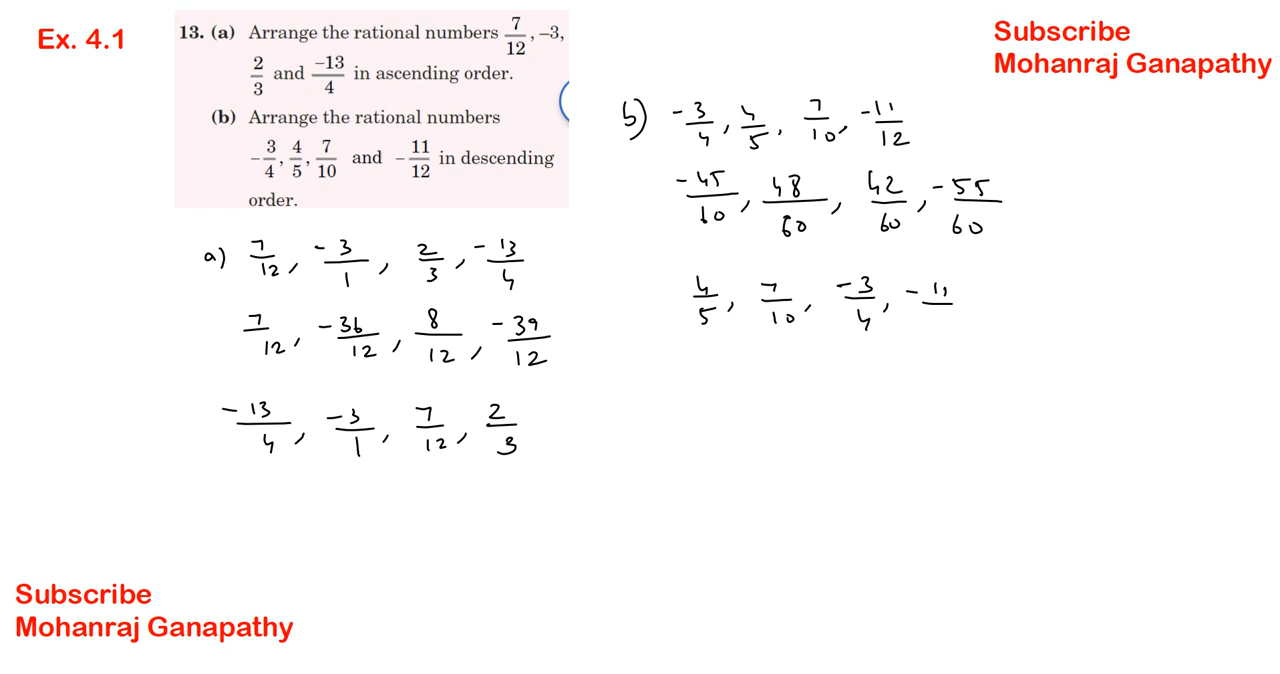 Ex. 4.1
13. (a) Arrange the rational numbers 7/12, –3,
2/3 and –13/4 in ascending order.
(b) Arrange the rational numbers
–3/4, 4/5, 7/10 and –11/12 in descending
order.
Subscribe
Mohanraj Ganapathy
a) 7/12, -3/1, 2/3, -13/4
7/12, -36/12, 8/12, -39/12
-13/4, -3/1, 7/12, 2/3
b) -3/4, 4/5, 7/10, -11/12
-45/60, 48/60, 42/60, -55/60
4/5, 7/10, -3/4, -11/
Subscribe
Mohanraj Ganapathy